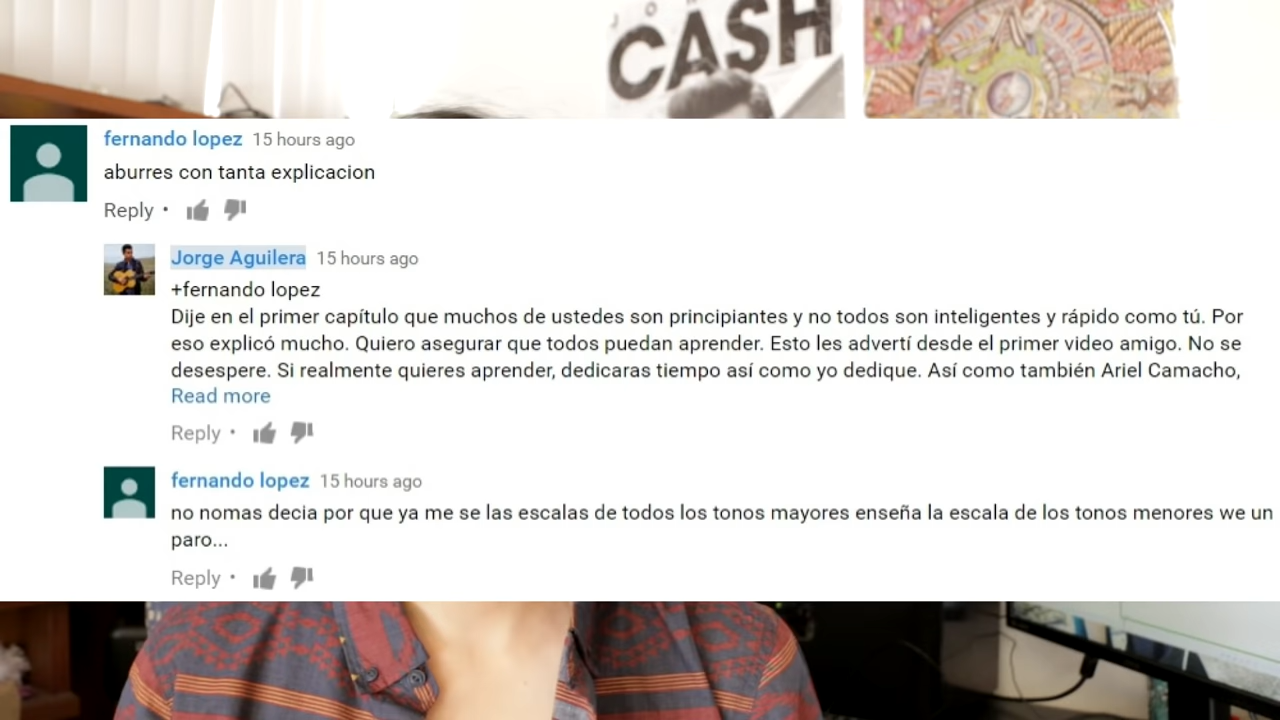 JOHN
CASH
fernando lopez 15 hours ago
aburres con tanta explicacion
Reply •
Jorge Aguilera 15 hours ago
+fernando lopez
Dije en el primer capítulo que muchos de ustedes son principiantes y no todos son inteligentes y rápido como tú. Por
eso explicó mucho. Quiero asegurar que todos puedan aprender. Esto les advertí desde el primer video amigo. No se
desespere. Si realmente quieres aprender, dedicaras tiempo así como yo dedique. Así como también Ariel Camacho,
Read more
Reply •
fernando lopez 15 hours ago
no nomas decia por que ya me se las escalas de todos los tonos mayores enseña la escala de los tonos menores we un
paro...
Reply •